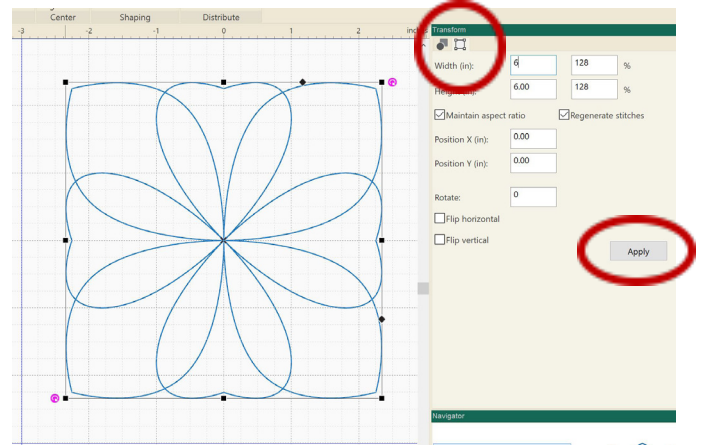 Center Shaping Distribute
-3 -2 -1 0 1 2 Transform
Width (in): 6 128 %
6.00 128 %
Maintain aspect ratio Regenerate stitches
Position X (in): 0.00
Position Y (in): 0.00
Rotate: 0
Flip horizontal
Flip vertical Apply
Navigator